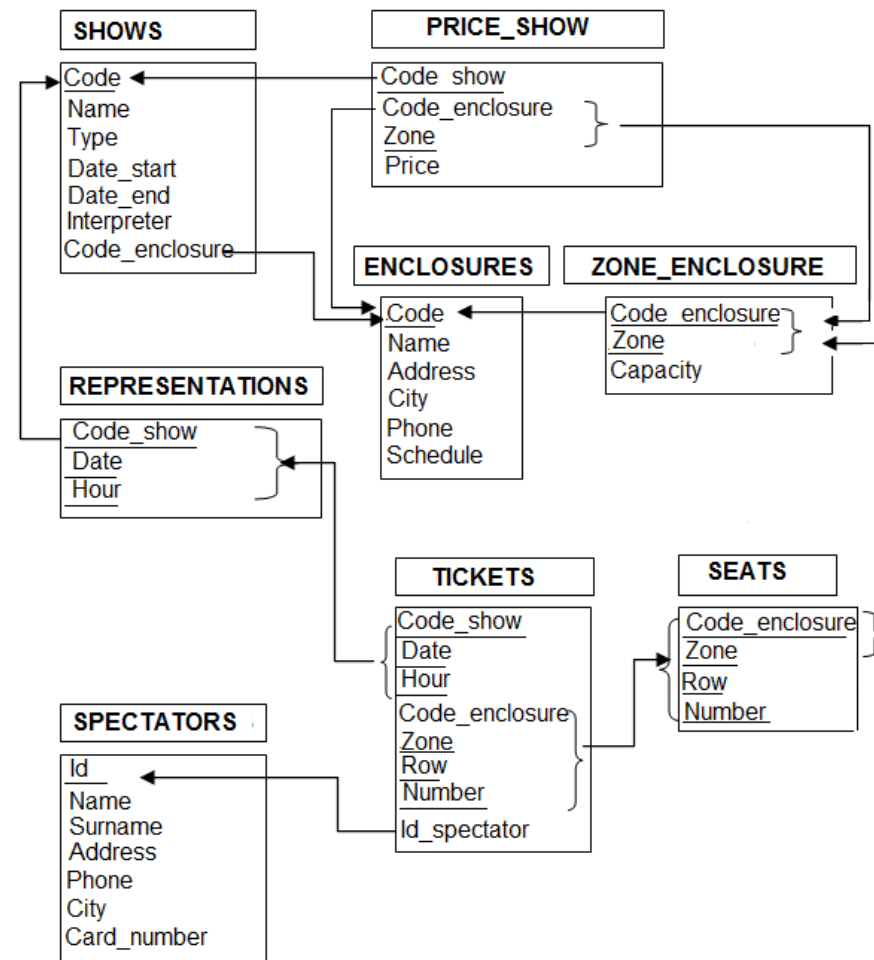 SHOWS
Code
Name
Type
Date_start
Date_end
Interpreter
Code_enclosure
PRICE_SHOW
Code_show
Code_enclosure
Zone
Price
ENCLOSURES
Code
Name
Address
City
Phone
Schedule
ZONE_ENCLOSURE
Code_enclosure
Zone
Capacity
REPRESENTATIONS
Code_show
Date
Hour
TICKETS
Code_show
Date
Hour
Code_enclosure
Zone
Row
Number
Id_spectator
SEATS
Code_enclosure
Zone
Row
Number
SPECTATORS
Id
Name
Surname
Address
Phone
City
Card_number